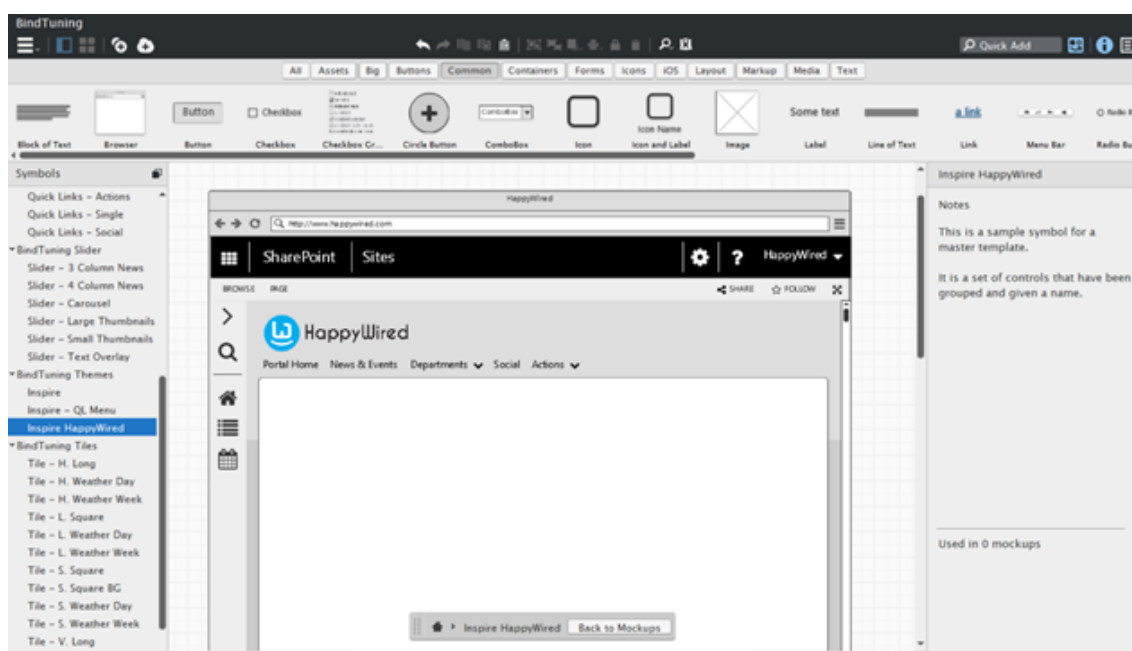 BindTuning
Quick Add
All Assets Big Buttons Common Containers Forms Icons iOS Layout Markup Media Text
Button Checkbox ComboBox Icon Name Some text a link
Block of Text Browser Button Checkbox Checkbox Gr... Circle Button ComboBox Icon Icon and Label Image Label Line of Text Link Menu Bar Radio Bu
Symbols
Quick Links - Actions
Quick Links - Single
Quick Links - Social
BindTuning Slider
Slider - 3 Column News
Slider - 4 Column News
Slider - Carousel
Slider - Large Thumbnails
Slider - Small Thumbnails
Slider - Text Overlay
BindTuning Themes
Inspire
Inspire - QL Menu
Inspire HappyWired
BindTuning Tiles
Tile - H. Long
Tile - H. Weather Day
Tile - H. Weather Week
Tile - L. Square
Tile - L. Weather Day
Tile - L. Weather Week
Tile - S. Square
Tile - S. Square BG
Tile - S. Weather Day
Tile - S. Weather Week
Tile - V. Long
HappyWired
http://www.happywired.com
SharePoint Sites ? HappyWired
BROWSE PAGE SHARE FOLLOW
HappyWired
Portal Home News & Events Departments Social Actions
Inspire HappyWired Back to Mockups
Inspire HappyWired
Notes
This is a sample symbol for a
master template.
It is a set of controls that have been
grouped and given a name.
Used in 0 mockups